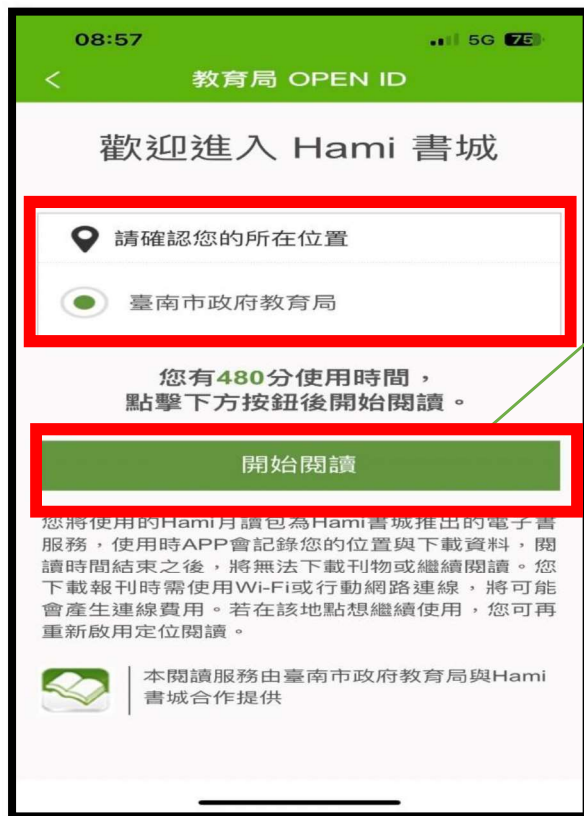 08:57
5G 75
教育局 OPEN ID
歡迎進入 Hami 書城
請確認您的所在位置
臺南市政府教育局
您有480分使用時間，
點擊下方按鈕後開始閱讀。
開始閱讀
您將使用的Hami月讀包為Hami書城推出的電子書
服務，使用時APP會記錄您的位置與下載資料，閱
讀時間結束之後，將無法下載刊物或繼續閱讀。您
下載報刊時需使用Wi-Fi或行動網路連線，將可能
會產生連線費用。若在該地點想繼續使用，您可再
重新啟用定位閱讀。
本閱讀服務由臺南市政府教育局與Hami
書城合作提供